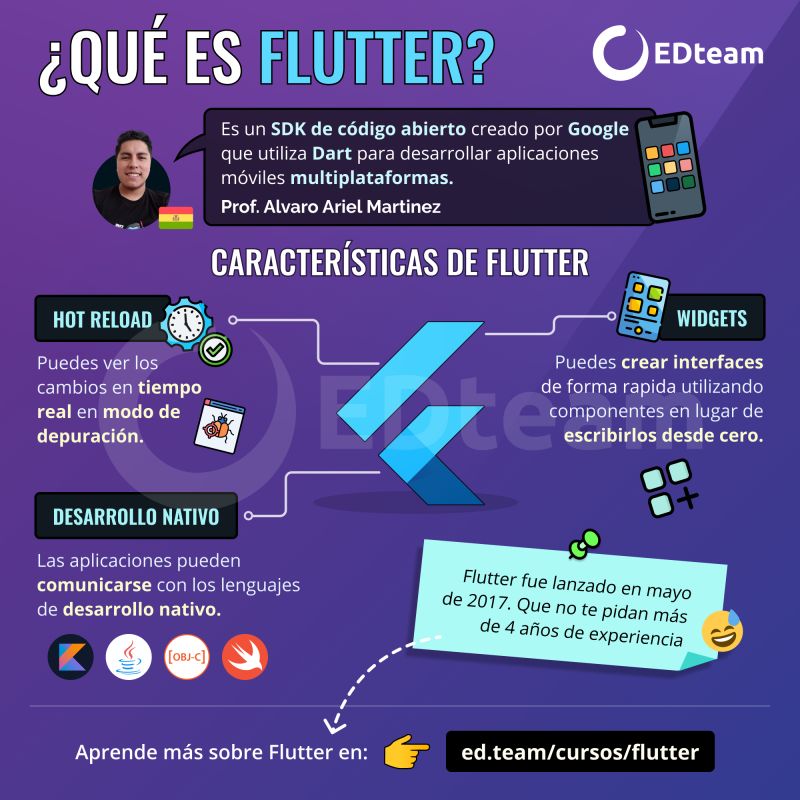 ¿QUÉ ES FLUTTER?
EDteam
Es un SDK de código abierto creado por Google
que utiliza Dart para desarrollar aplicaciones
móviles multiplataformas.
Prof. Alvaro Ariel Martinez
CARACTERÍSTICAS DE FLUTTER
HOT RELOAD
Puedes ver los
cambios en tiempo
real en modo de
depuración.
WIDGETS
Puedes crear interfaces
de forma rapida utilizando
componentes en lugar de
escribirlos desde cero.
EDteam
DESARROLLO NATIVO
Las aplicaciones pueden
comunicarse con los lenguajes
de desarrollo nativo.
Java
[OBJ-C]
Flutter fue lanzado en mayo
de 2017. Que no te pidan más
de 4 años de experiencia
Aprende más sobre Flutter en:
ed.team/cursos/flutter